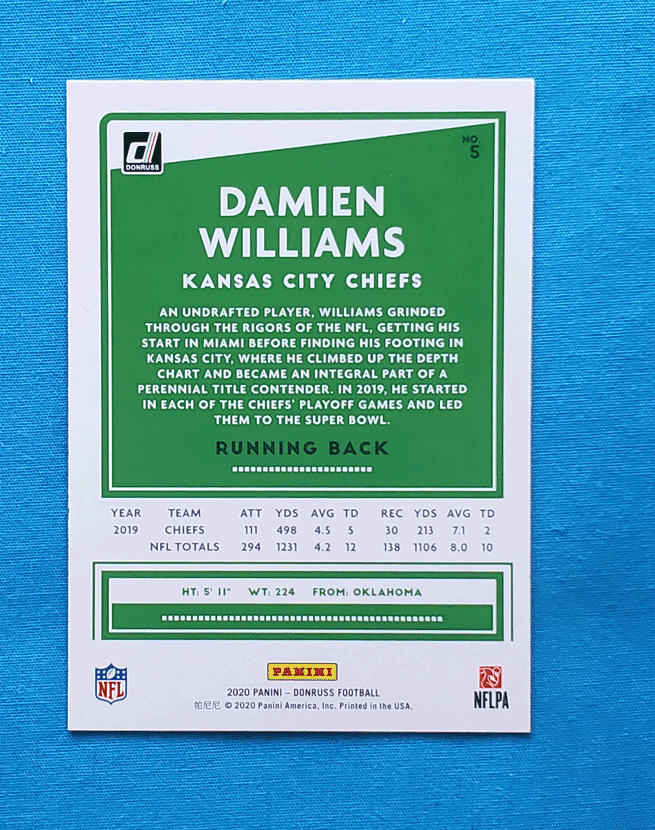 DONRUSS
NO.
5
DAMIEN
WILLIAMS
KANSAS CITY CHIEFS
AN UNDRAFTED PLAYER, WILLIAMS GRINDED
THROUGH THE RIGORS OF THE NFL, GETTING HIS
START IN MIAMI BEFORE FINDING HIS FOOTING IN
KANSAS CITY, WHERE HE CLIMBED UP THE DEPTH
CHART AND BECAME AN INTEGRAL PART OF A
PERENNIAL TITLE CONTENDER. IN 2019, HE STARTED
IN EACH OF THE CHIEFS' PLAYOFF GAMES AND LED
THEM TO THE SUPER BOWL.
RUNNING BACK
YEAR TEAM ATT YDS AVG TD REC YDS AVG TD
2019 CHIEFS 111 498 4.5 5 30 213 7.1 2
NFL TOTALS 294 1231 4.2 12 138 1106 8.0 10
HT: 5' 11" WT: 224 FROM: OKLAHOMA
NFL
PANINI
NFLPA
2020 PANINI – DONRUSS FOOTBALL
帕尼尼 © 2020 Panini America, Inc. Printed in the USA.